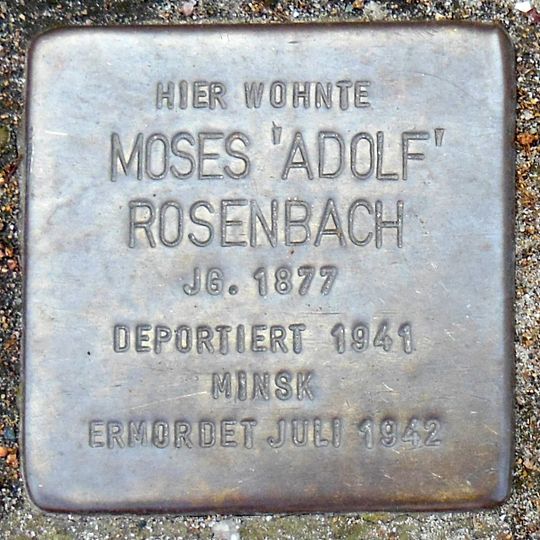 HIER WOHNTE
MOSES 'ADOLF'
ROSENBACH
JG. 1877
DEPORTIERT 1941
MINSK
ERMORDET JULI 1942